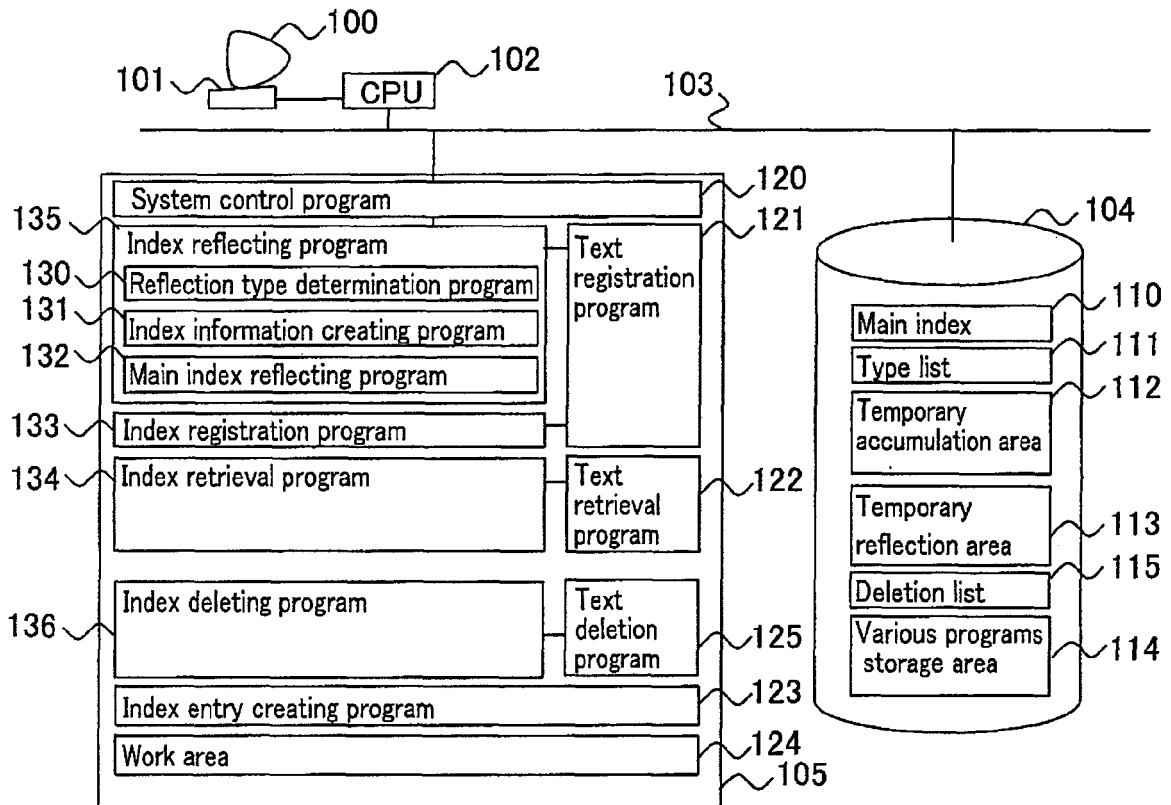 100
101
102
CPU
103
System control program
120
135
Index reflecting program
121
Text
registration
program
130
Reflection type determination program
131
Index information creating program
132
Main index reflecting program
133
Index registration program
134
Index retrieval program
Text
retrieval
program
122
136
Index deleting program
Text
deletion
program
125
Index entry creating program
123
Work area
124
105
104
Main index
110
Type list
111
Temporary
accumulation area
112
Temporary
reflection area
113
Deletion list
115
Various programs
storage area
114